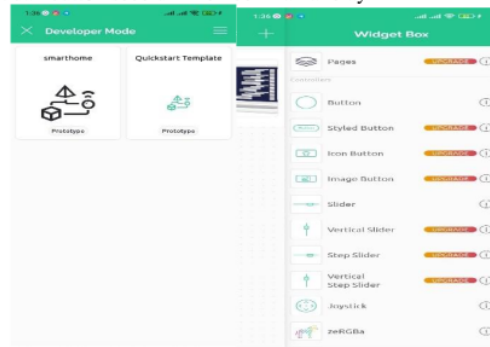 1:36
Developer Mode
smarthome
Prototype
Quickstart Template
Prototype
1:36
Widget Box
Pages
UPGRADE
Button
Styled Button
UPGRADE
Icon Button
UPGRADE
Image Button
UPGRADE
Slider
Vertical Slider
UPGRADE
Step Slider
UPGRADE
Vertical
Step Slider
UPGRADE
Joystick
zeRGBa